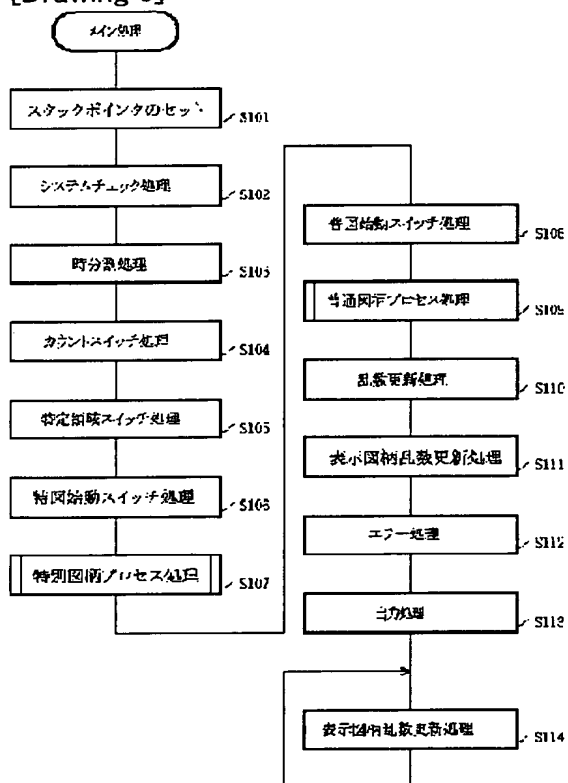 メイン処理
スタックポインタのセット
S101
システムチェック処理
S102
時分割処理
S103
カウントスイッチ処理
S104
特定領域スイッチ処理
S105
特図始動スイッチ処理
S106
特別図柄プロセス処理
S107
普図始動スイッチ処理
普通図柄プロセス処理
S109
乱数更新処理
S110
表示図柄乱数更新処理
S111
エラー処理
S112
出力処理
S113
表示図柄乱数更新処理
S114